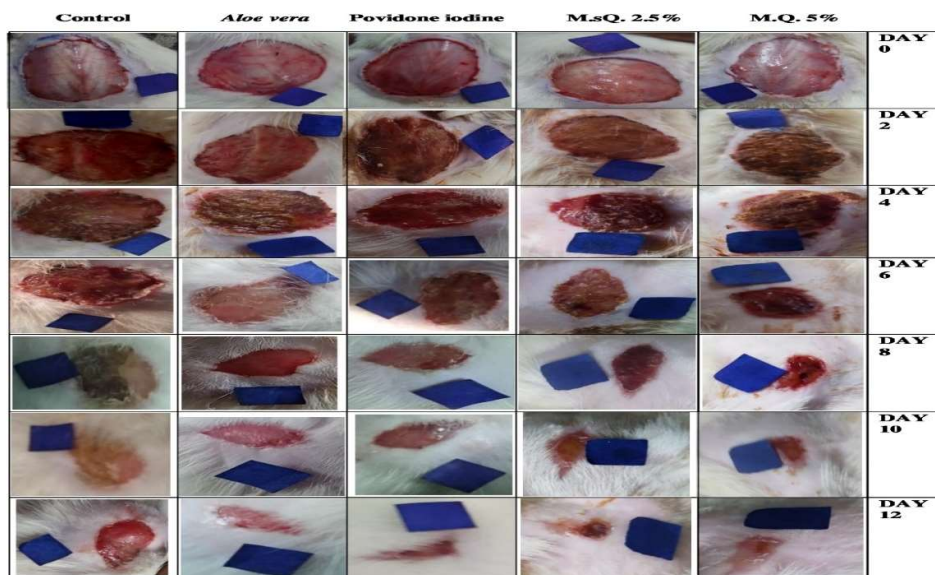 Control Aloe vera Povidone iodine M.sQ. 2.5% M.Q. 5%
DAY
0
DAY
2
DAY
4
DAY
6
DAY
8
DAY
10
DAY
12